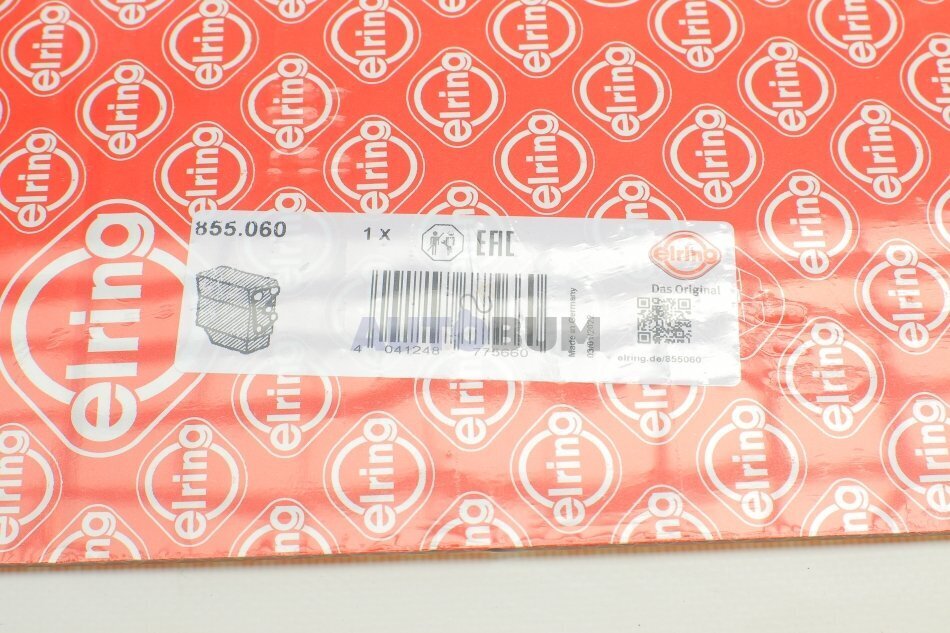 855.060
1 X
EAC
elring
Das Original
4 041248 775660
Made in Germany
elring.de/855060
AUTOBUM
elring